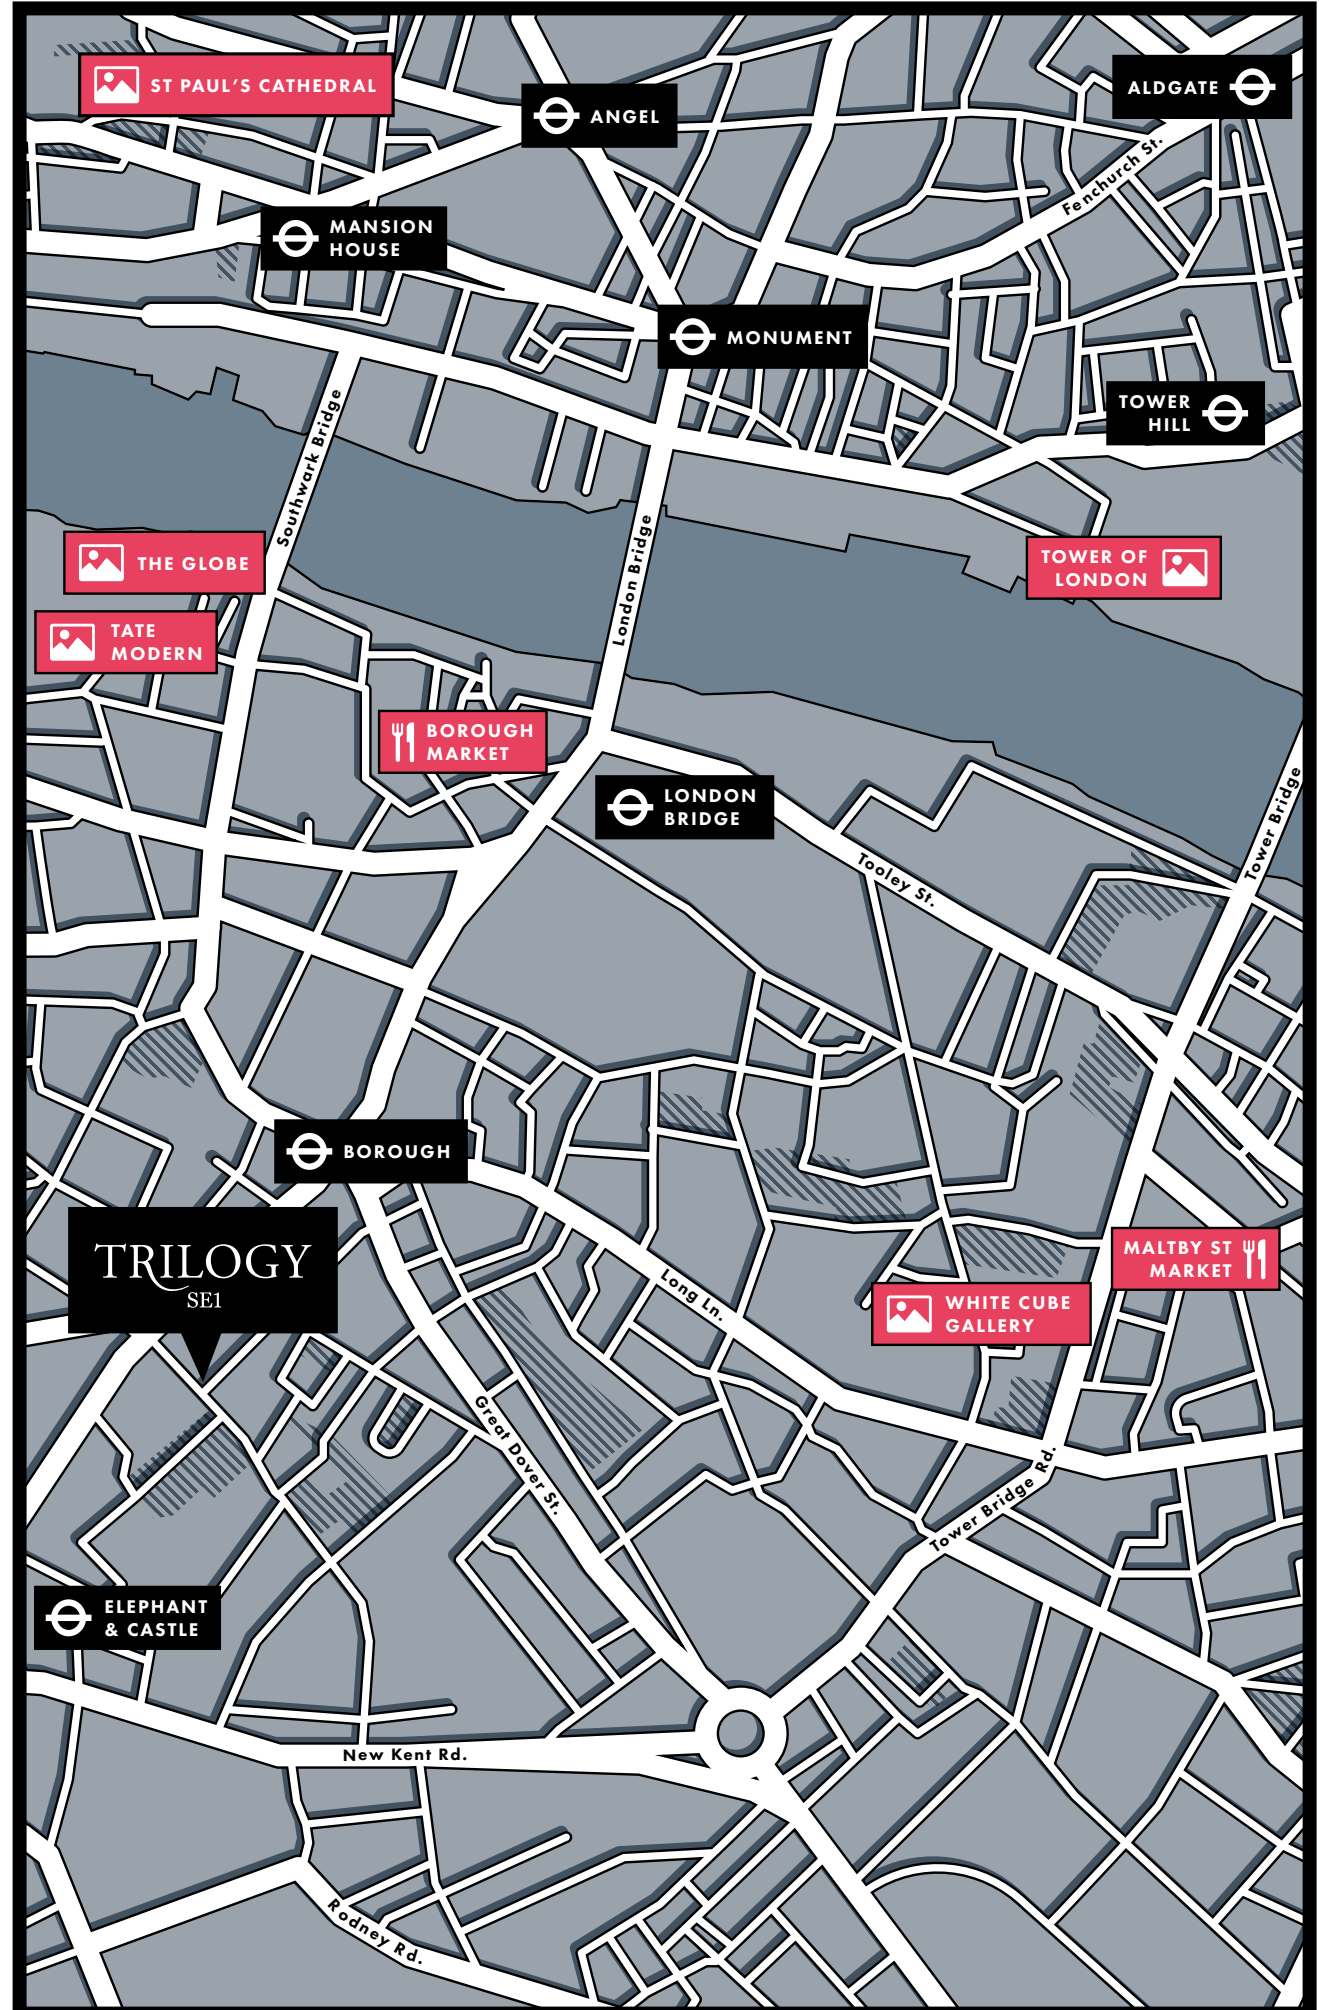 ST PAUL'S CATHEDRAL
ANGEL
ALDGATE
Fenchurch St.
MANSION
HOUSE
MONUMENT
TOWER
HILL
Southwark Bridge
London Bridge
THE GLOBE
TOWER OF
LONDON
TATE
MODERN
BOROUGH
MARKET
LONDON
BRIDGE
Tower Bridge
Tooley St.
BOROUGH
TRILOGY
SE1
MALTBY ST
MARKET
Long Ln.
WHITE CUBE
GALLERY
Great Dover St.
Tower Bridge Rd.
ELEPHANT
& CASTLE
New Kent Rd.
Rodney Rd.